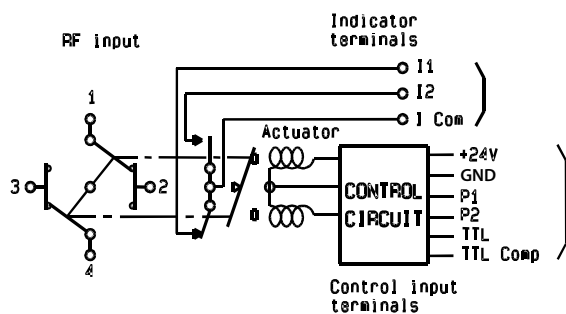 Indicator
terminals
RF input
I1
I2
I Com
1
Actuator
3
2
4
CONTROL
CIRCUIT
+24V
GND
P1
P2
TTL
TTL Comp
Control input
terminals